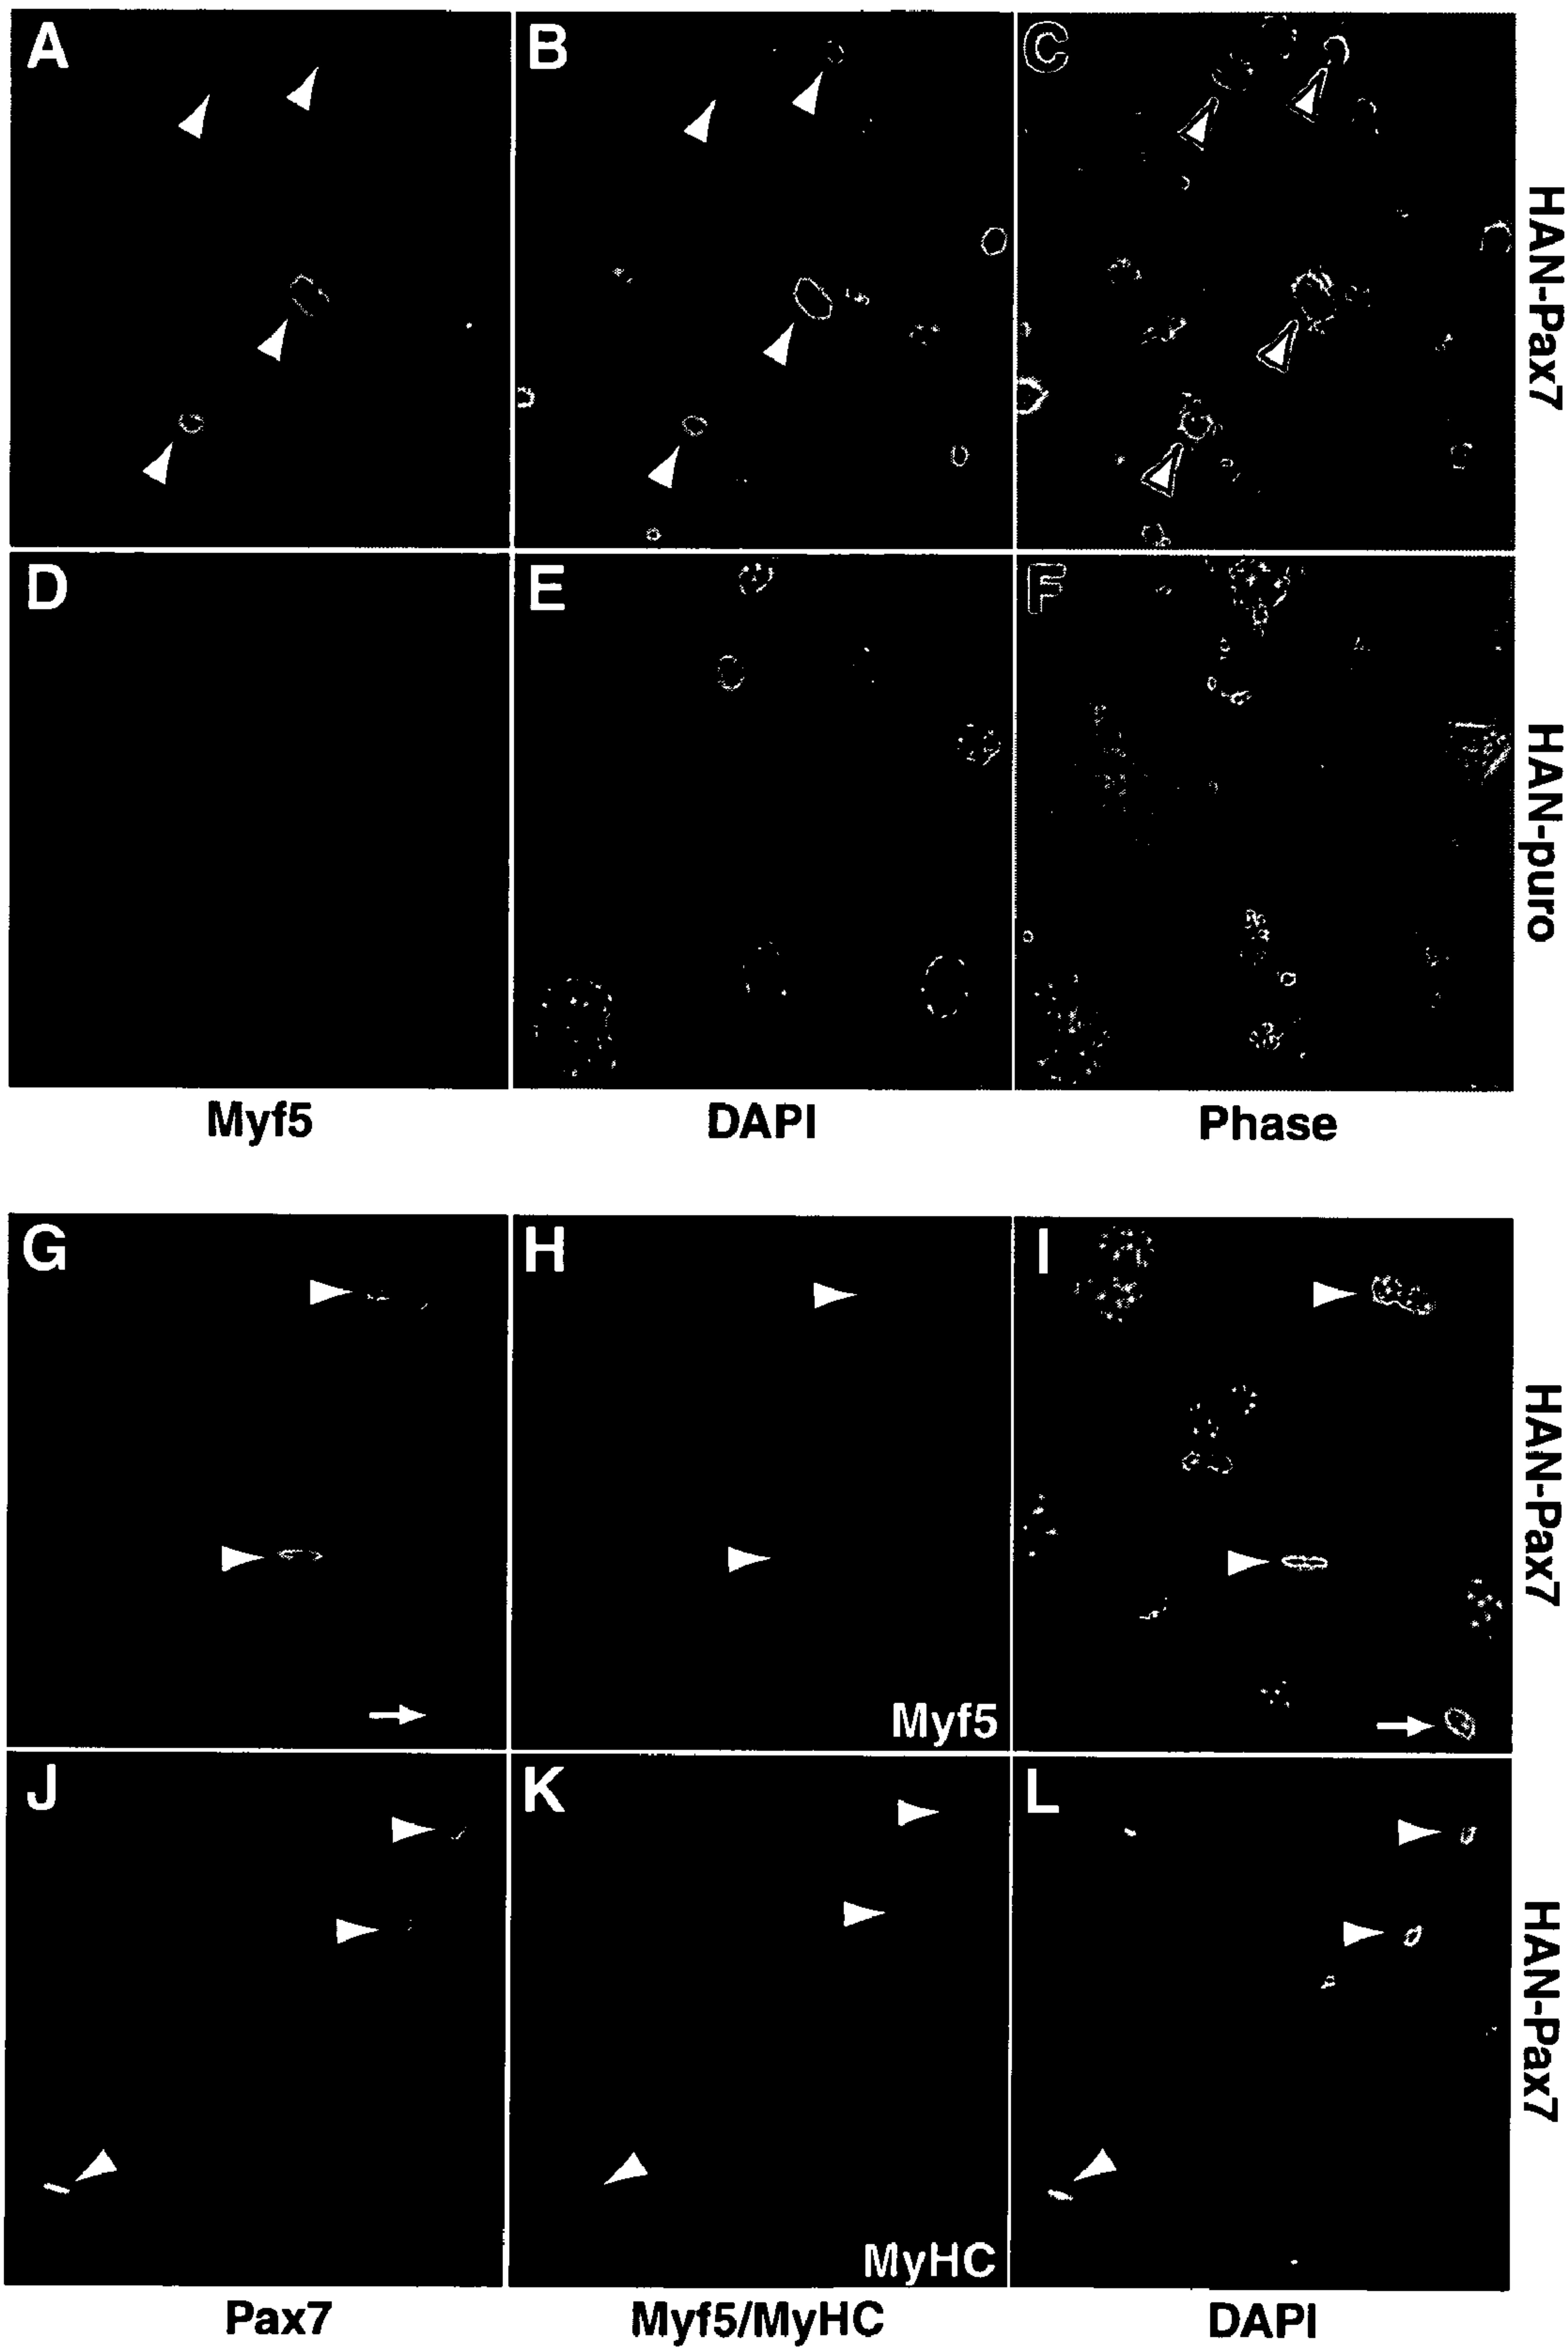 A
B
C
HAN-Pax7
D
E
F
HAN-puro
Myf5
DAPI
Phase
G
H
I
Myf5
HAN-Pax7
J
K
L
MyHC
HAN-Pax7
Pax7
Myf5/MyHC
DAPI